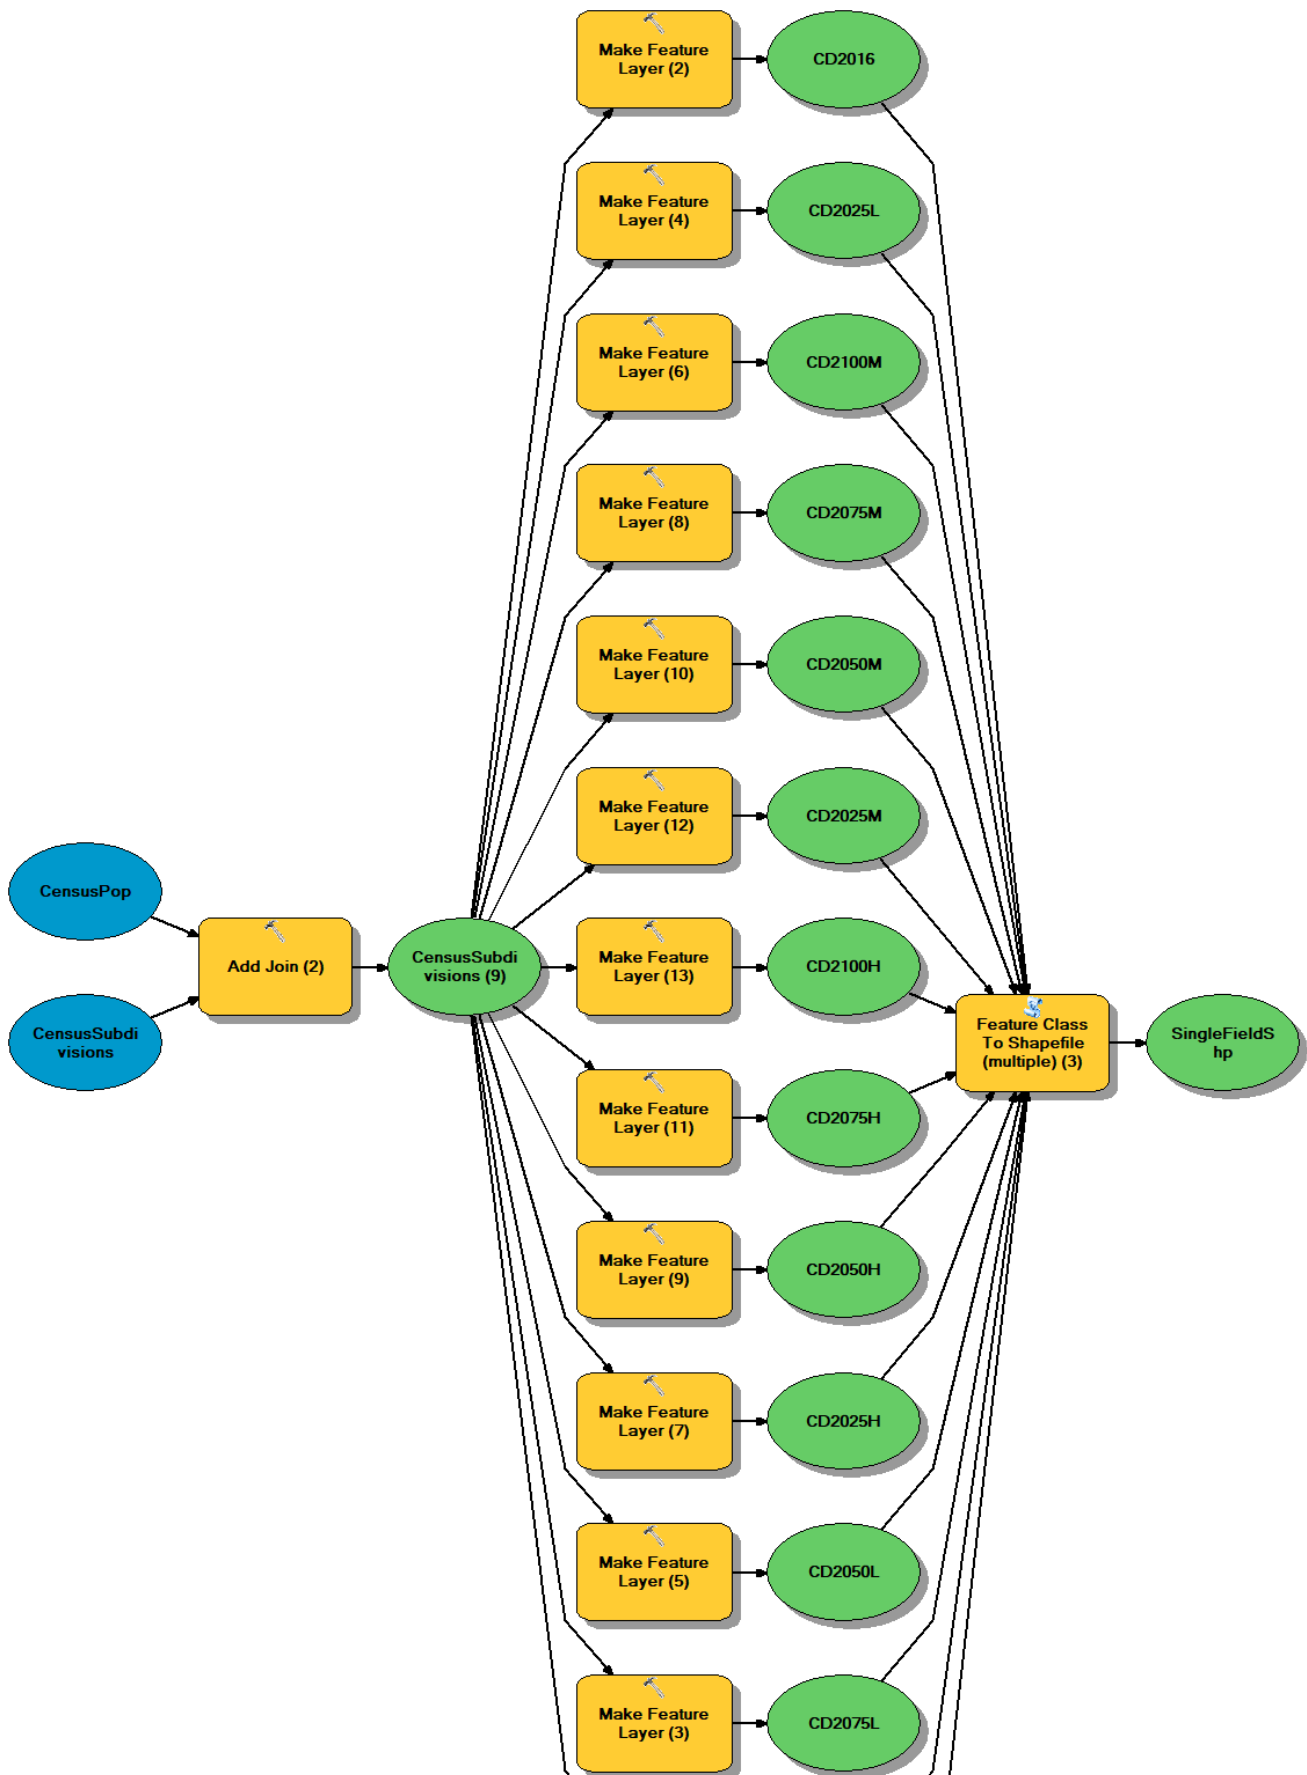 Make Feature
Layer (2)
CD2016
Make Feature
Layer (4)
CD2025L
Make Feature
Layer (6)
CD2100M
Make Feature
Layer (8)
CD2075M
Make Feature
Layer (10)
CD2050M
Make Feature
Layer (12)
CD2025M
CensusPop
Add Join (2)
CensusSubdi
visions (9)
Make Feature
Layer (13)
CD2100H
CensusSubdi
visions
Feature Class
To Shapefile
(multiple) (3)
SingleFieldS
hp
Make Feature
Layer (11)
CD2075H
Make Feature
Layer (9)
CD2050H
Make Feature
Layer (7)
CD2025H
Make Feature
Layer (5)
CD2050L
Make Feature
Layer (3)
CD2075L